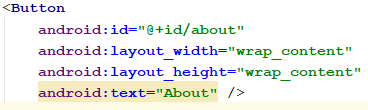 <Button
android:id="@+id/about"
android:layout_width="wrap_content"
android:layout_height="wrap_content"
android:text="About" />